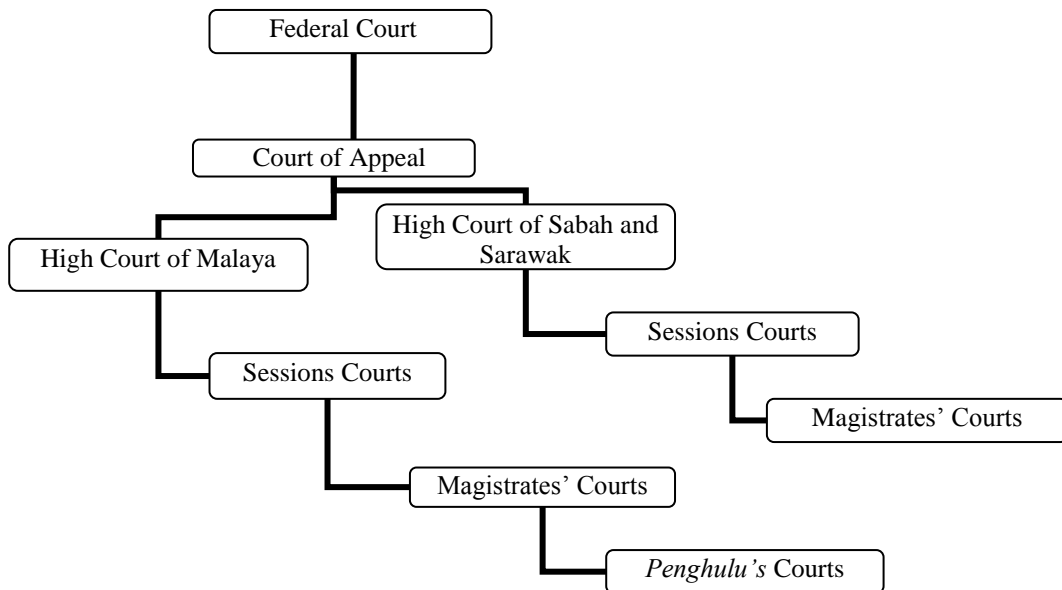 Federal Court
Court of Appeal
High Court of Sabah and
Sarawak
High Court of Malaya
Sessions Courts
Sessions Courts
Magistrates’ Courts
Magistrates’ Courts
Penghulu’s Courts